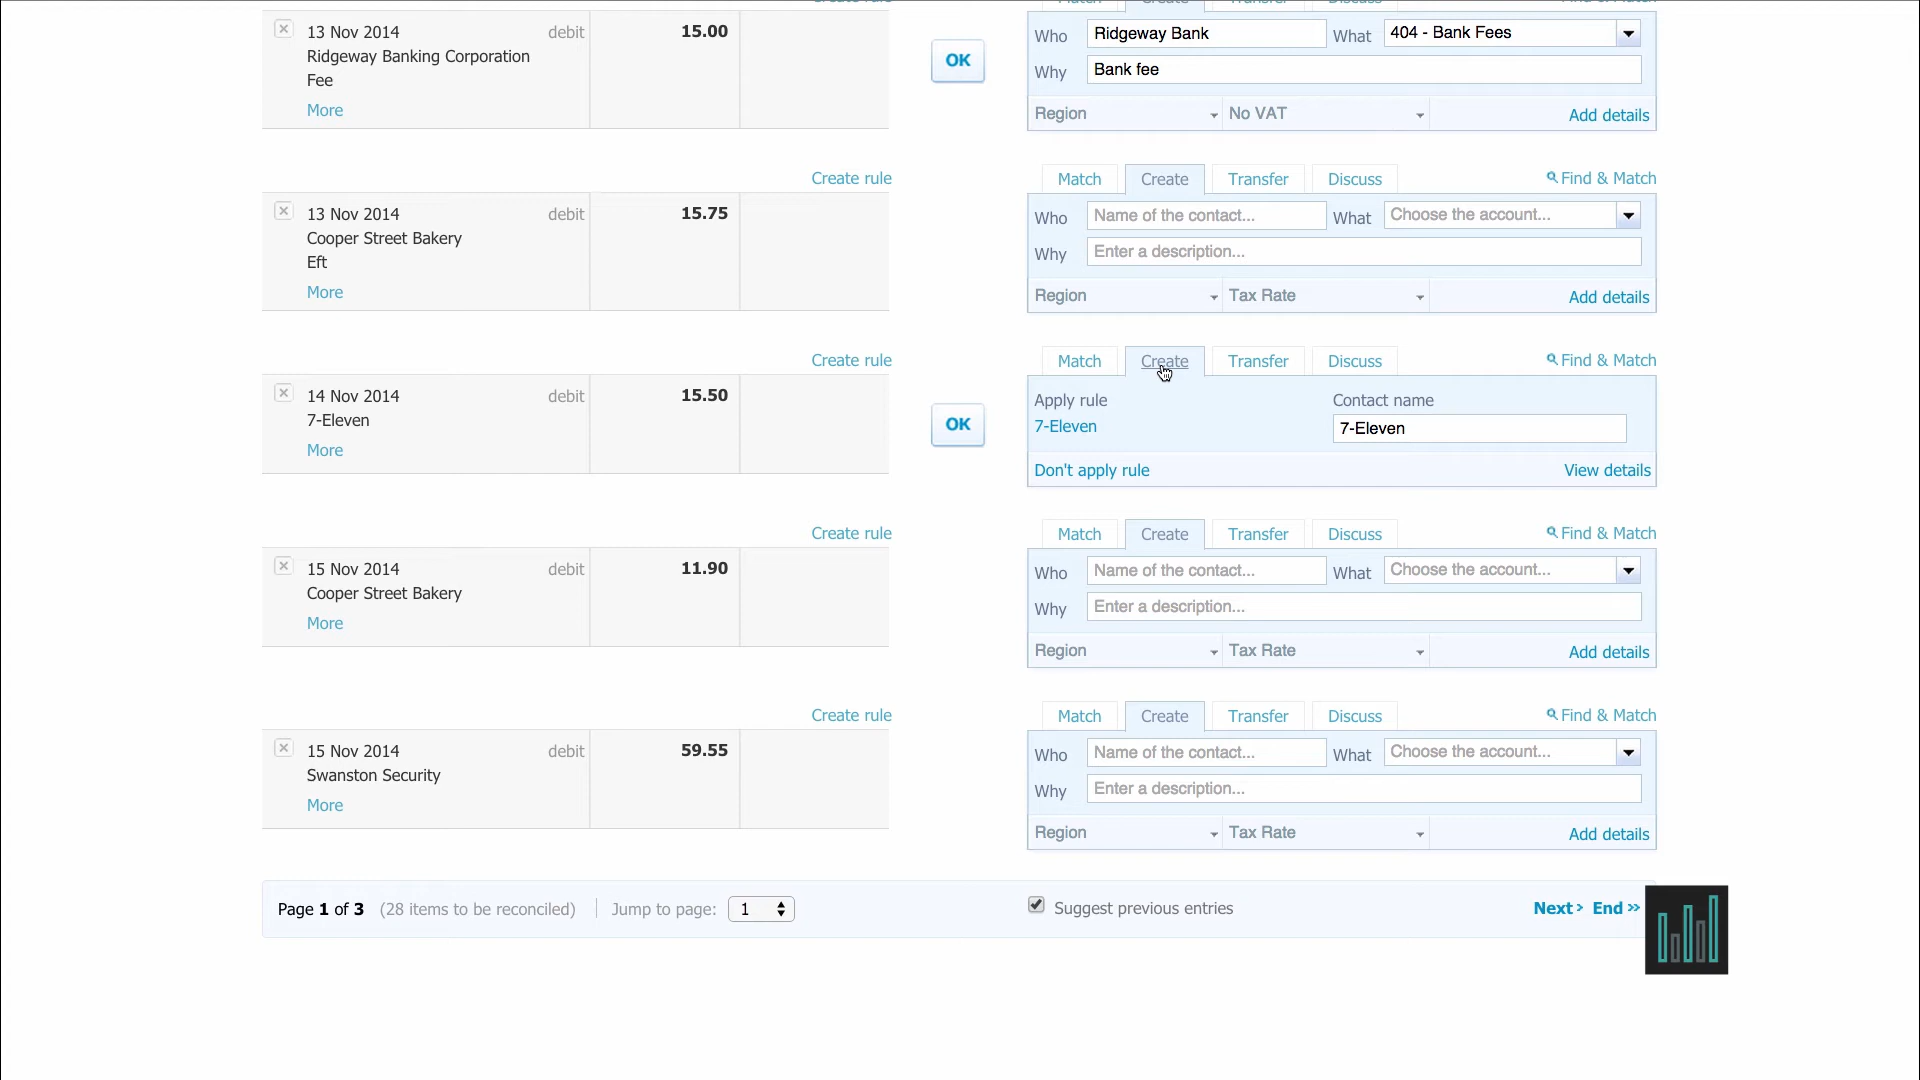 Create rule
Match Create Transfer Discuss Find & Match
13 Nov 2014 debit 15.00
Ridgeway Banking Corporation
Fee
More
OK
Who Ridgeway Bank What 404 - Bank Fees
Why Bank fee
Region No VAT Add details
Create rule
Match Create Transfer Discuss Find & Match
13 Nov 2014 debit 15.75
Cooper Street Bakery
Eft
More
Who Name of the contact... What Choose the account...
Why Enter a description...
Region Tax Rate Add details
Create rule
Match Create Transfer Discuss Find & Match
14 Nov 2014 debit 15.50
7-Eleven
More
OK
Apply rule Contact name
7-Eleven 7-Eleven
Don't apply rule View details
Create rule
Match Create Transfer Discuss Find & Match
15 Nov 2014 debit 11.90
Cooper Street Bakery
More
Who Name of the contact... What Choose the account...
Why Enter a description...
Region Tax Rate Add details
Create rule
Match Create Transfer Discuss Find & Match
15 Nov 2014 debit 59.55
Swanston Security
More
Who Name of the contact... What Choose the account...
Why Enter a description...
Region Tax Rate Add details
Page 1 of 3 (28 items to be reconciled) Jump to page: 1 Suggest previous entries Next > End >>